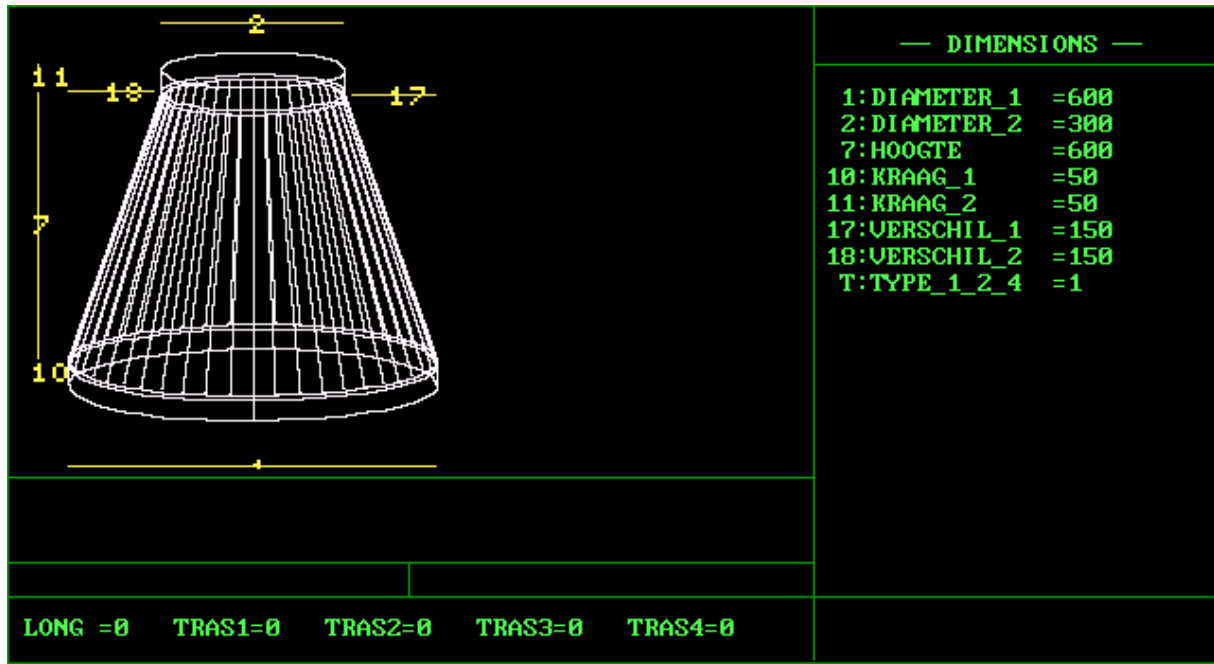 2
11
18
17
7
10
1
— DIMENSIONS —
1:DIAMETER_1 =600
2:DIAMETER_2 =300
7:HOOGTE =600
10:KRAAG_1 =50
11:KRAAG_2 =50
17:VERSCHIL_1 =150
18:VERSCHIL_2 =150
T:TYPE_1_2_4 =1
LONG =0 TRAS1=0 TRAS2=0 TRAS3=0 TRAS4=0